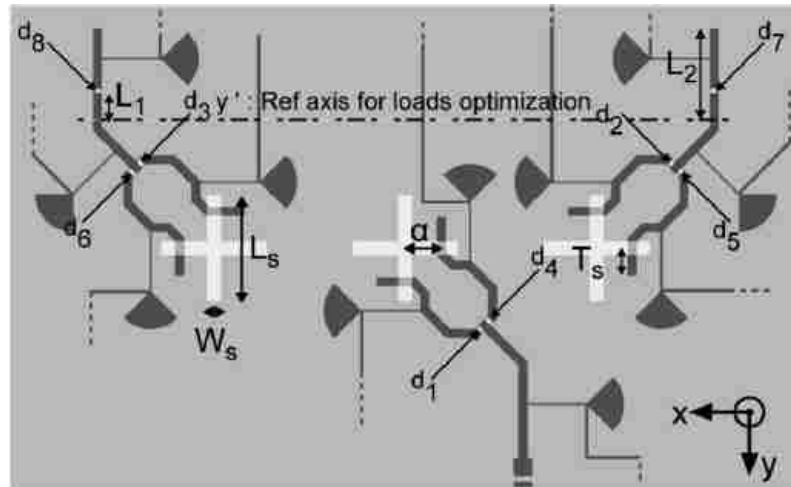 d8
d7
L1
L2
d3 y' : Ref axis for loads optimization
d2
d6
Ls
α
d4
Ts
d5
Ws
d1
x
y